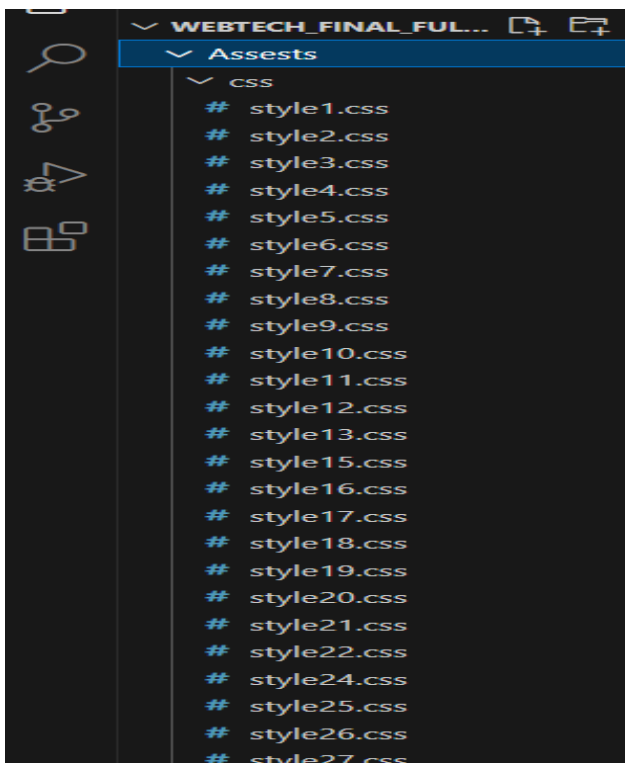 WEBTECH_FINAL_FUL...
Assests
css
# style1.css
# style2.css
# style3.css
# style4.css
# style5.css
# style6.css
# style7.css
# style8.css
# style9.css
# style10.css
# style11.css
# style12.css
# style13.css
# style15.css
# style16.css
# style17.css
# style18.css
# style19.css
# style20.css
# style21.css
# style22.css
# style24.css
# style25.css
# style26.css
# style27.css